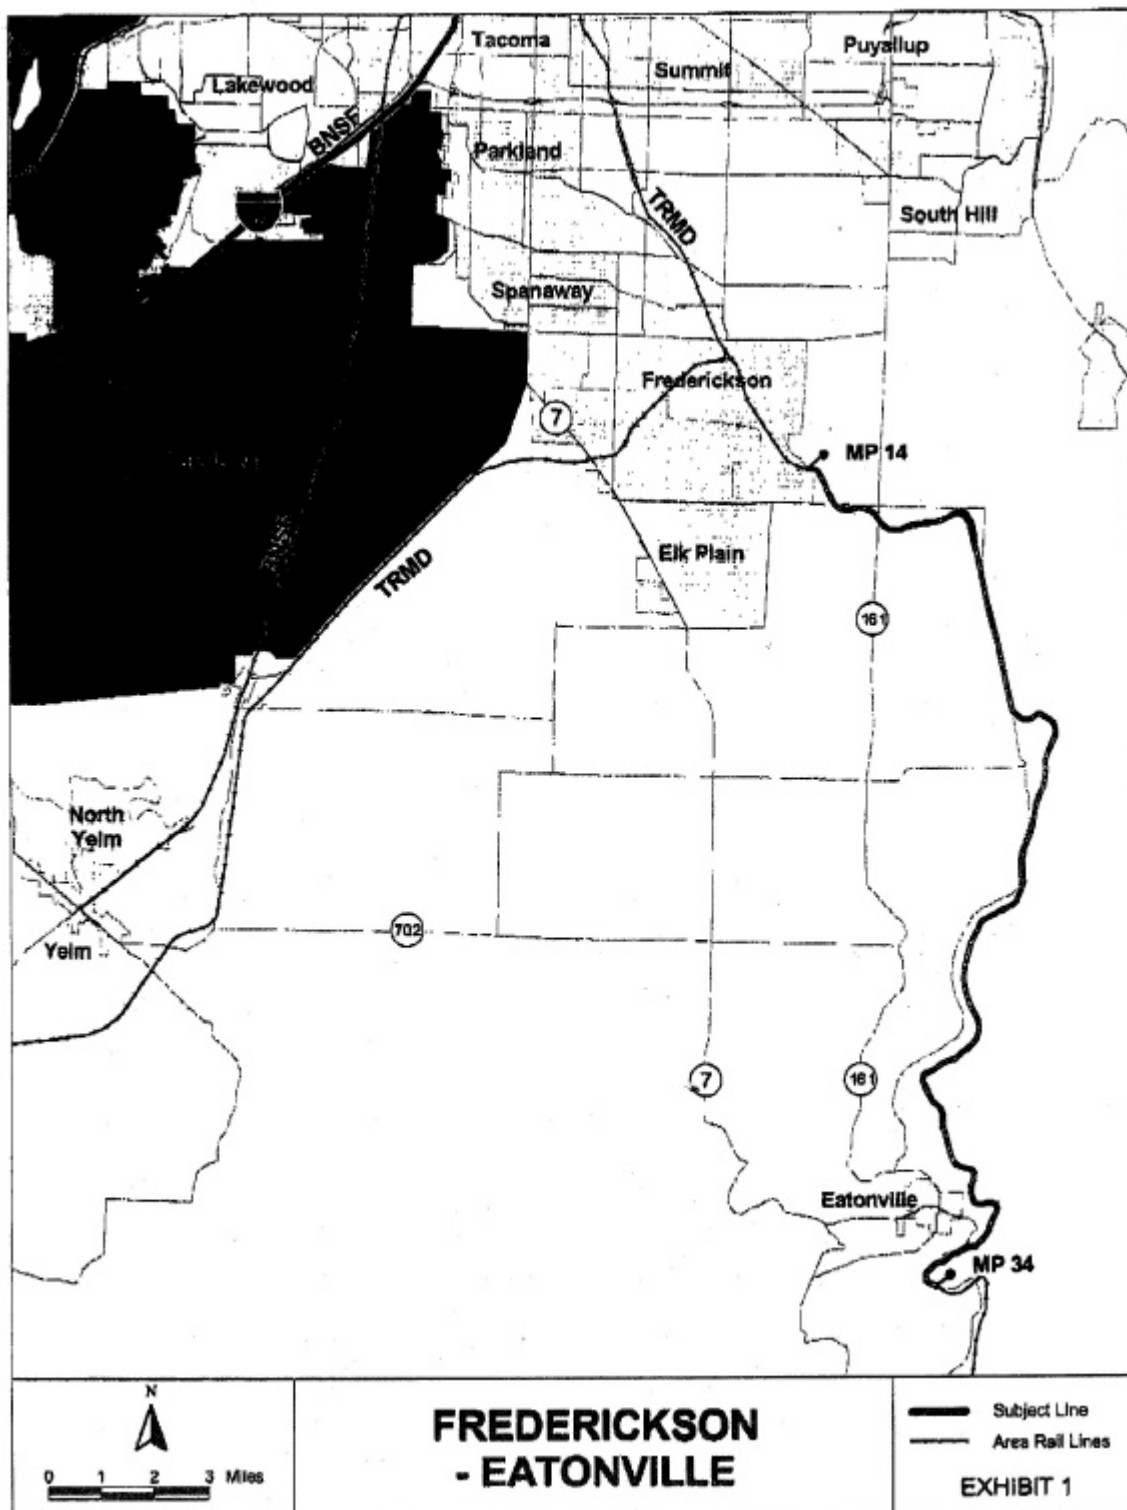 Tacoma
Puyallup
Summit
Lakewood
BNSF
Parkland
TRMD
South Hill
Spanaway
Frederickson
7
MP 14
Elk Plain
TRMD
161
North
Yelm
702
Yelm
7
161
Eatonville
MP 34
N
0 1 2 3 Miles
FREDERICKSON
- EATONVILLE
Subject Line
Area Rail Lines
EXHIBIT 1